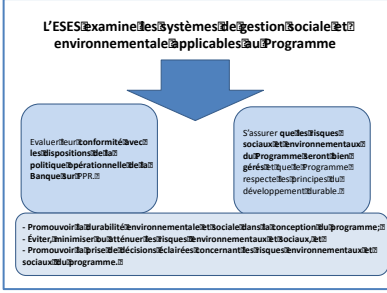 L'ESES examine les systèmes de gestion sociale et
environnementale applicables au Programme
Evaluer leur conformité avec
les dispositions de la
politique opérationnelle de la
Banque sur PPR.
S'assurer que les risques
sociaux et environnementaux
du Programme seront bien
gérés et que le Programme
respecte les principes du
développement durable.
- Promouvoir la durabilité environnementale et sociale dans la conception du programme;
- Éviter, minimiser ou atténuer les risques environnementaux et sociaux, et
- Promouvoir la prise de décisions éclairées concernant les risques environnementaux et
sociaux du programme.